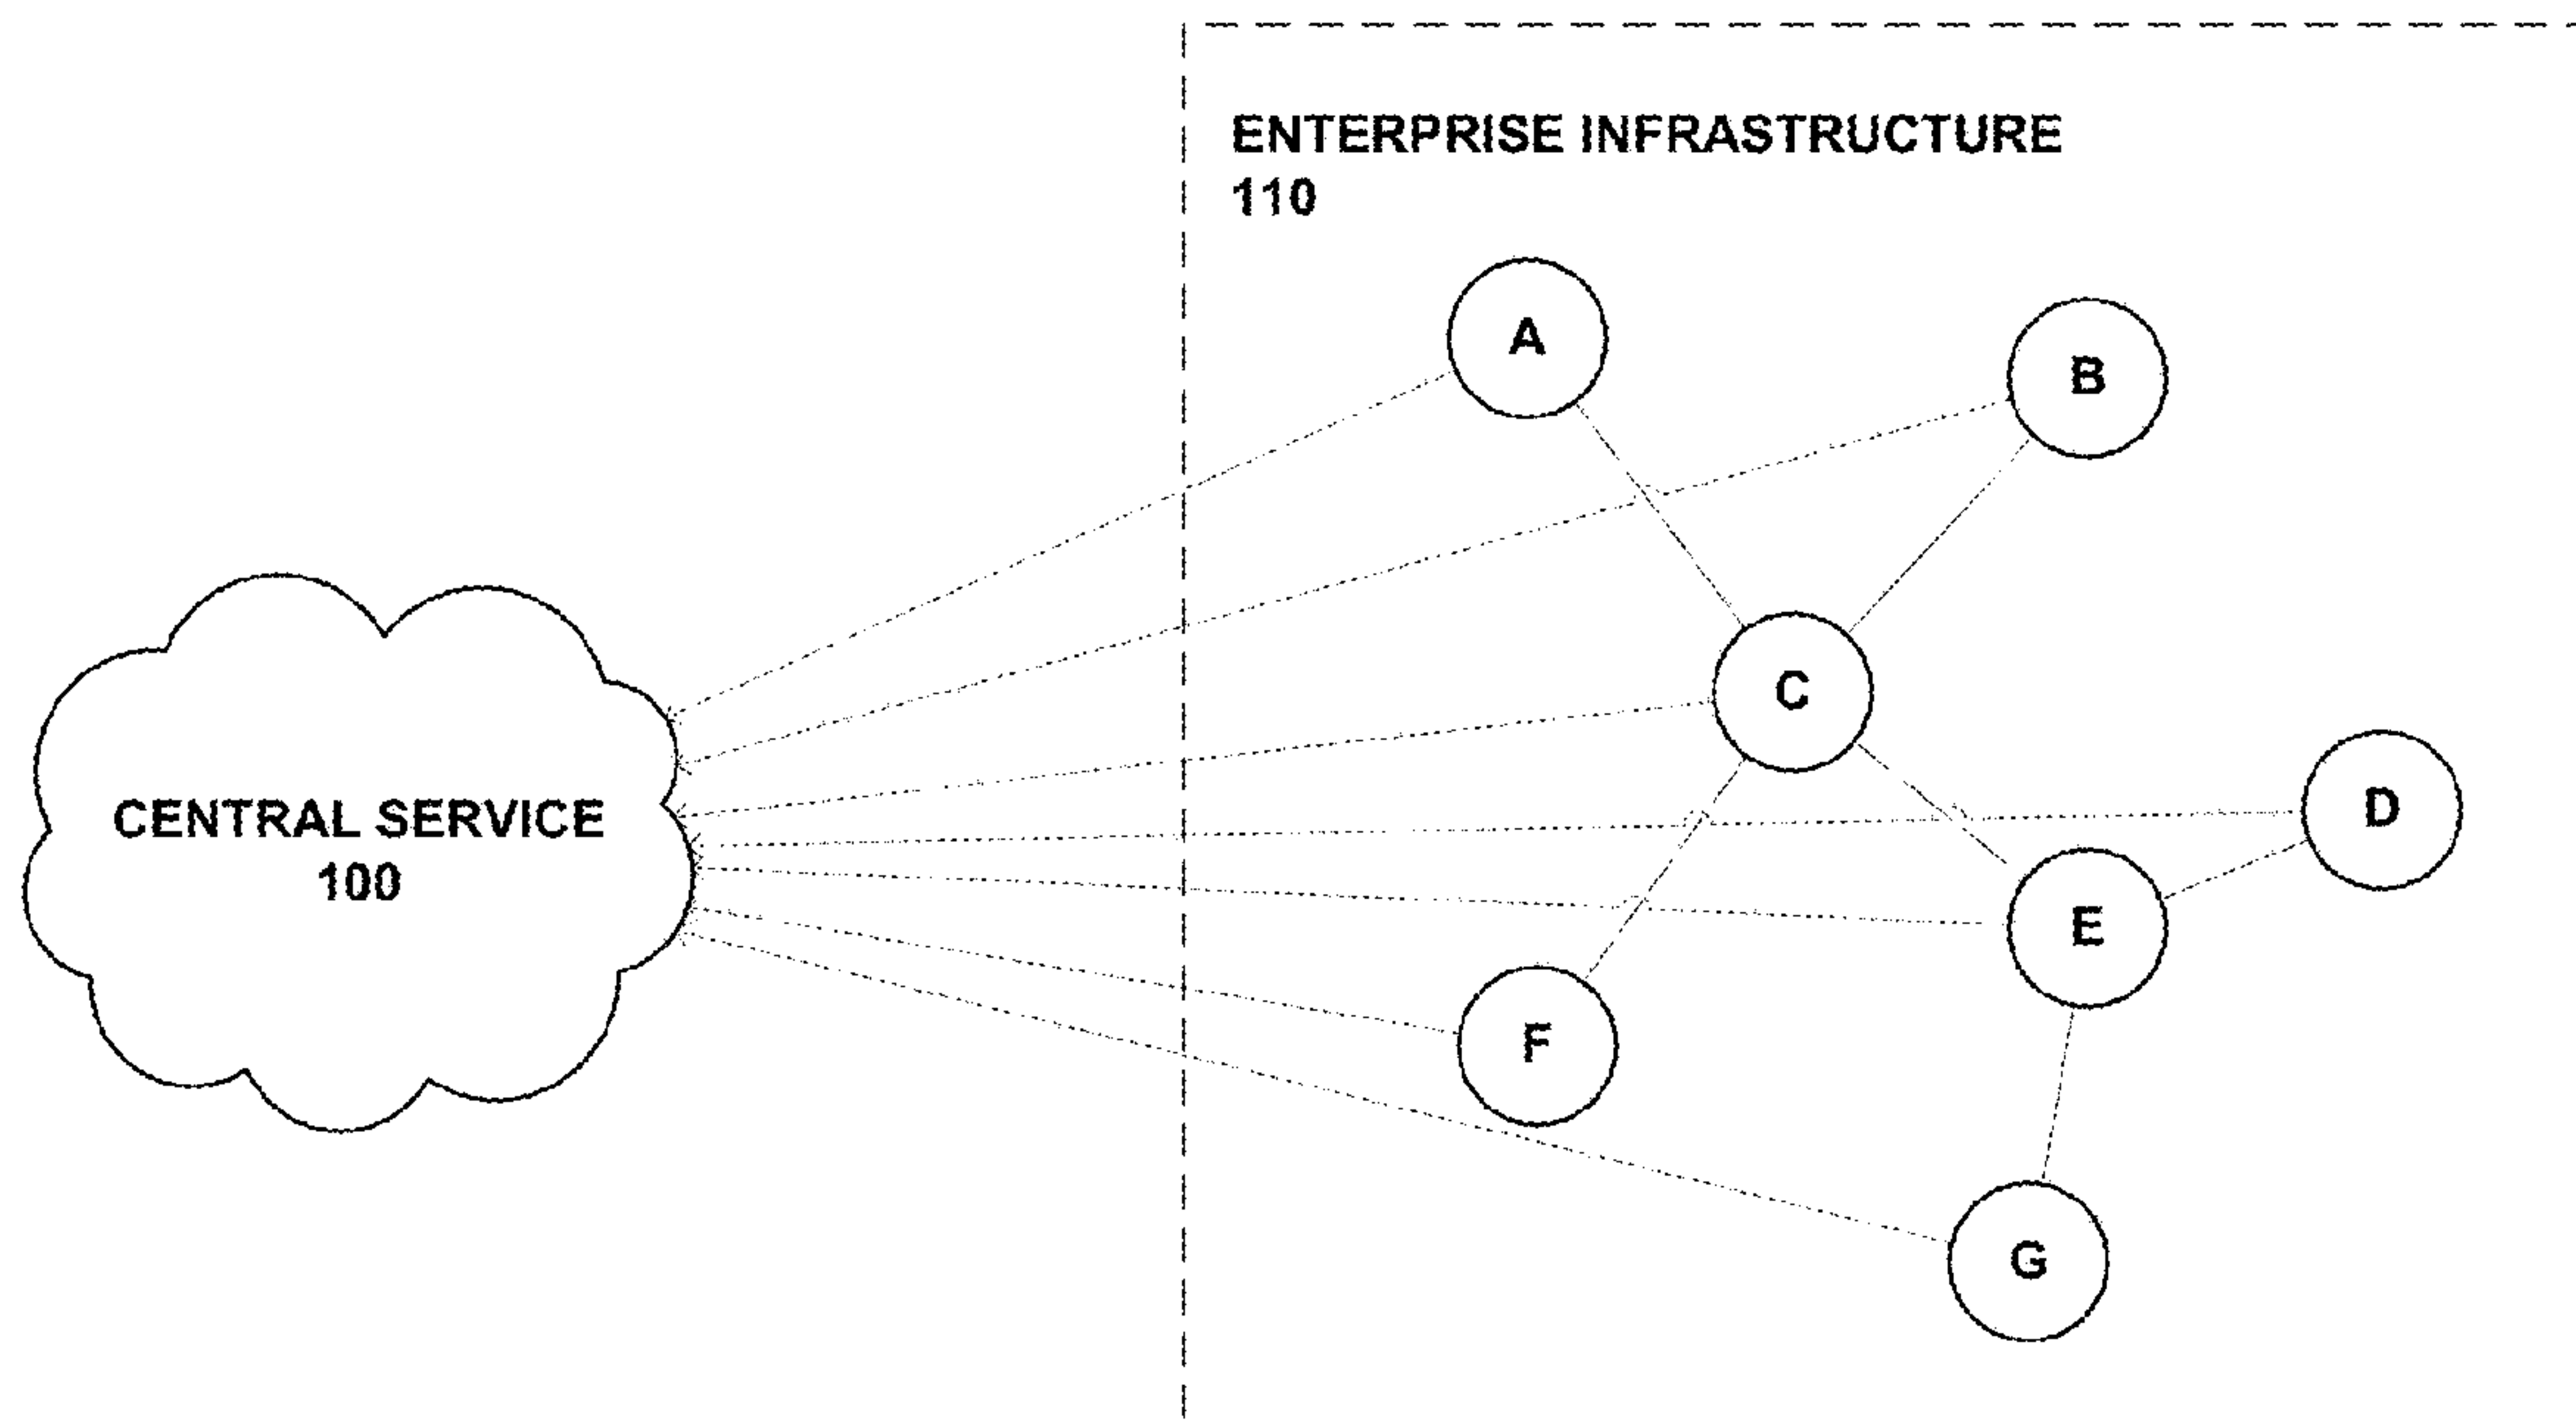 ENTERPRISE INFRASTRUCTURE
110
A
B
C
CENTRAL SERVICE
100
D
E
F
G